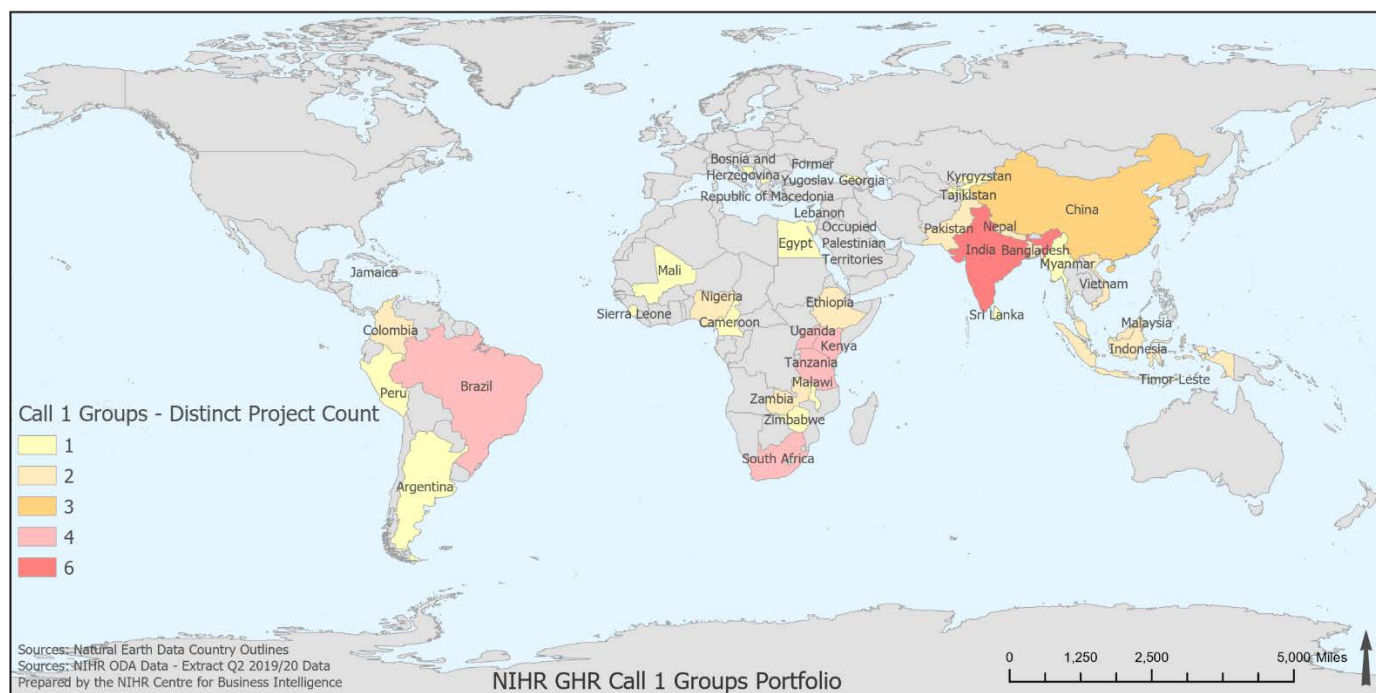 Bosnia and
Herzegovina
Former
Yugoslav
Republic of Macedonia
Georgia
Kyrgyzstan
Tajikistan
China
Lebanon
Occupied
Palestinian
Territories
Pakistan
Nepal
India
Bangladesh
Myanmar
Egypt
Jamaica
Mali
Nigeria
Ethiopia
Vietnam
Sierra Leone
Cameroon
Sri Lanka
Colombia
Uganda
Kenya
Malaysia
Indonesia
Tanzania
Timor-Leste
Brazil
Peru
Malawi
Zambia
Zimbabwe
South Africa
Argentina
Call 1 Groups - Distinct Project Count
1
2
3
4
6
Sources: Natural Earth Data Country Outlines
Sources: NIHR ODA Data - Extract Q2 2019/20 Data
Prepared by the NIHR Centre for Business Intelligence
NIHR GHR Call 1 Groups Portfolio
0 1,250 2,500 5,000 Miles